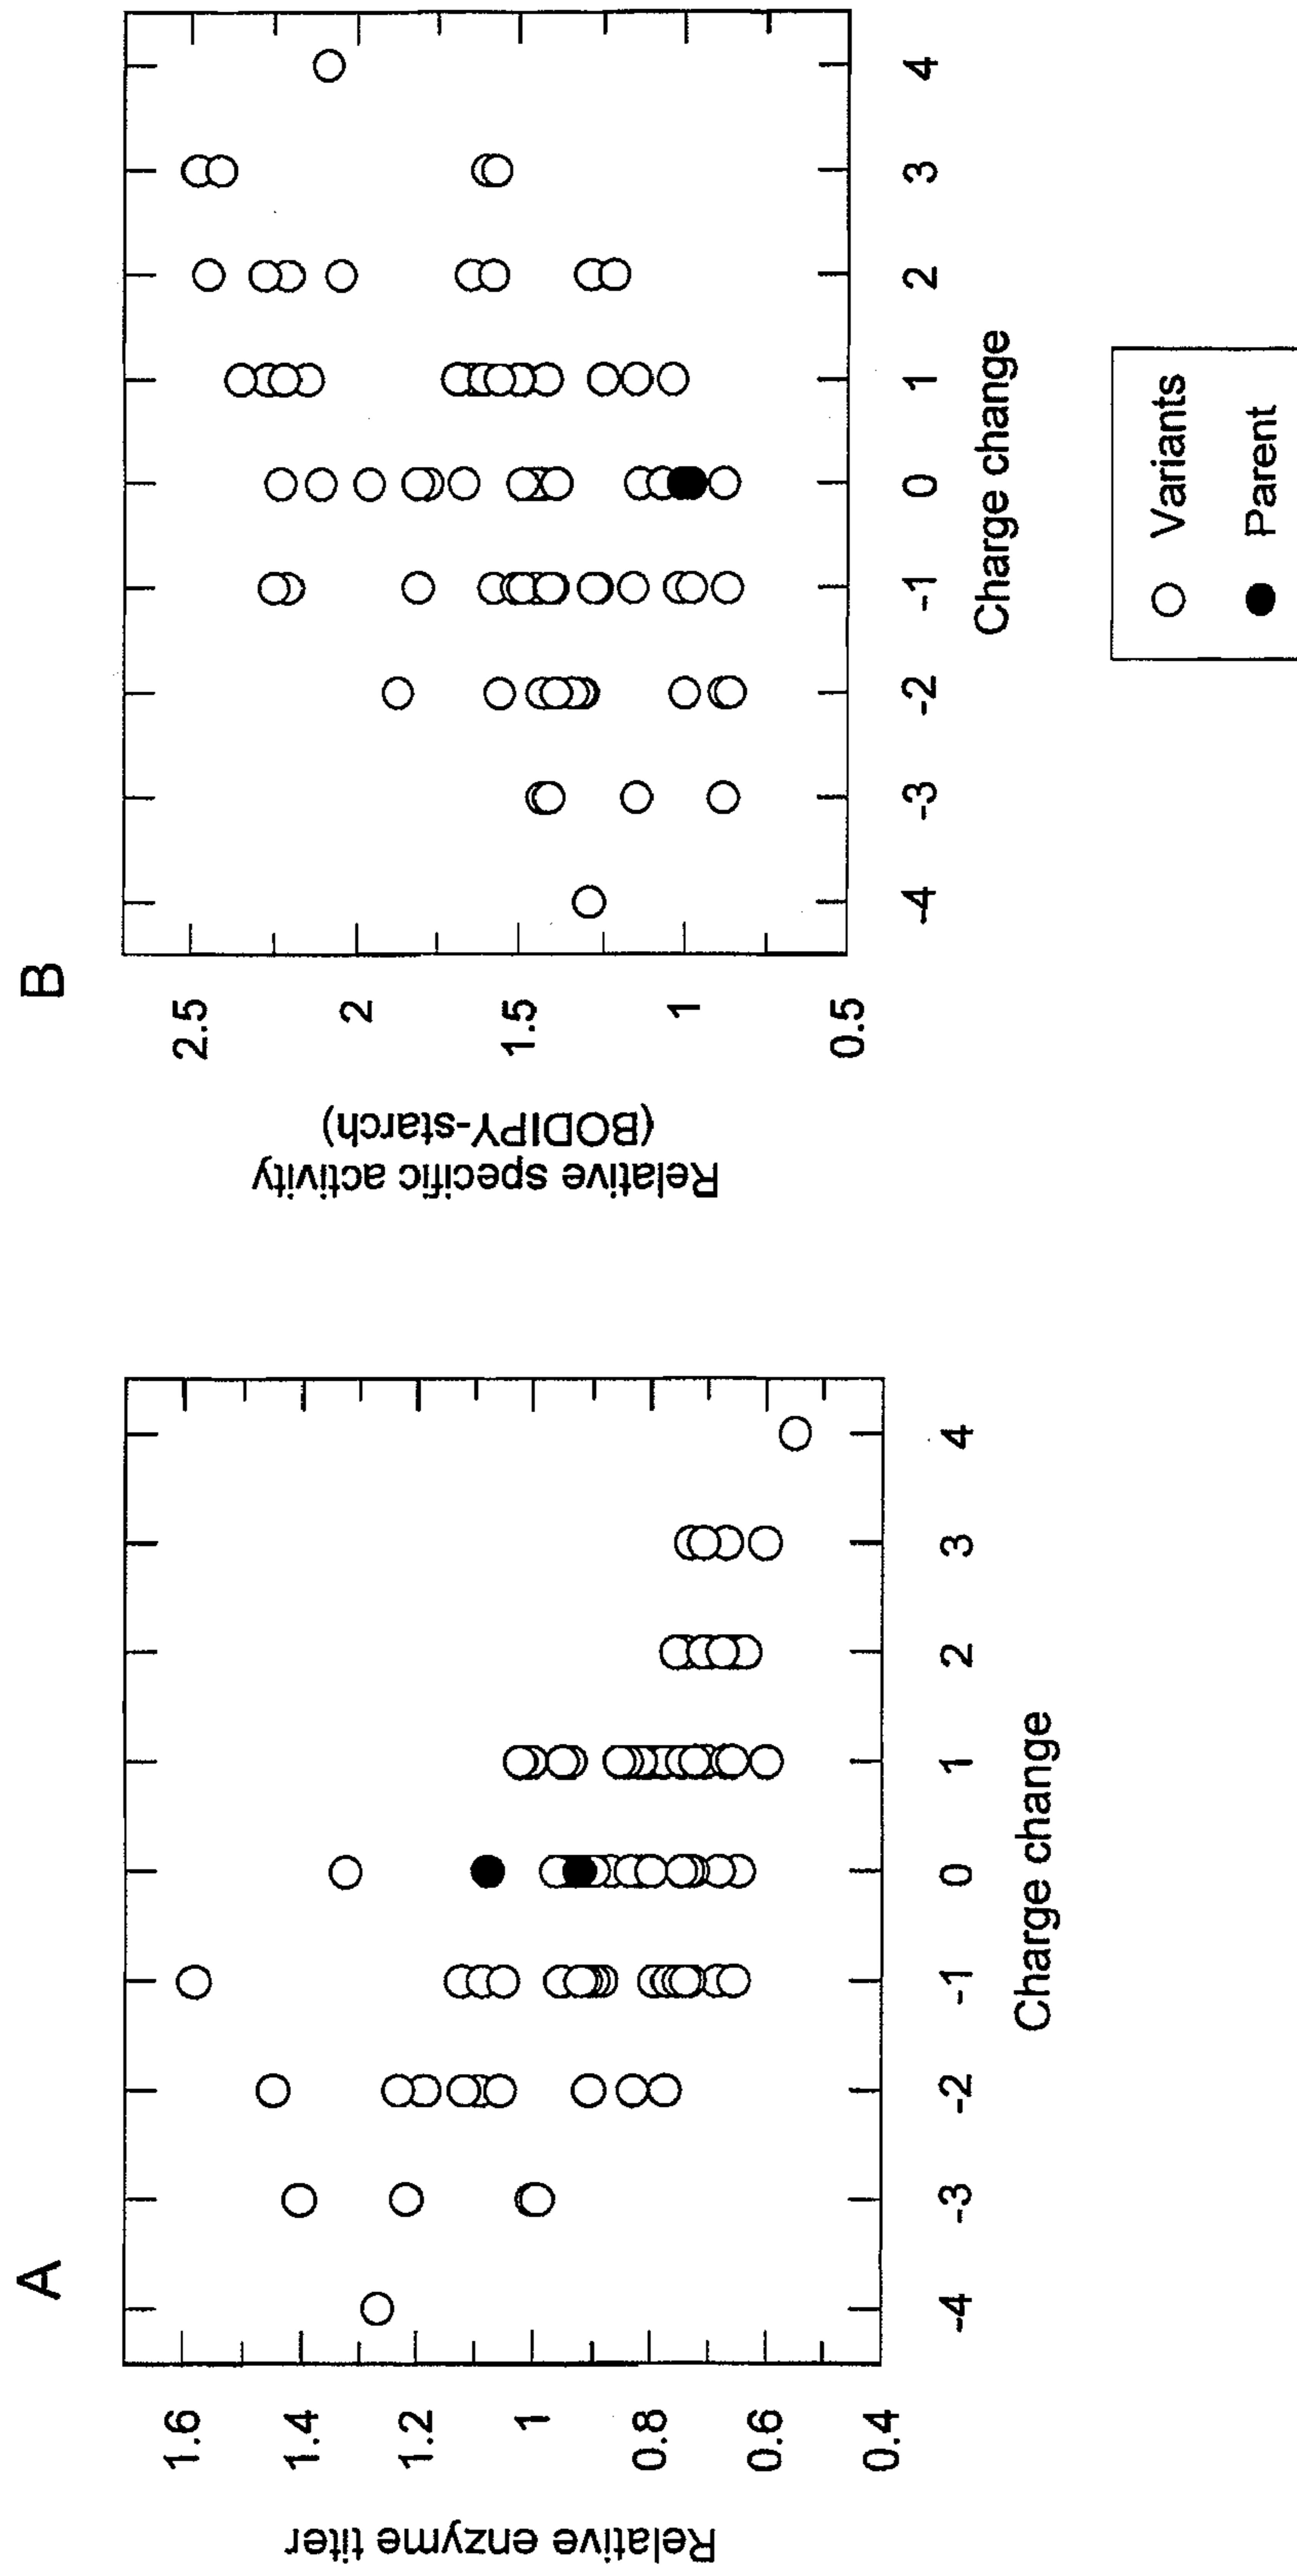 A
Relative enzyme titer
1.6
1.4
1.2
1
0.8
0.6
0.4
-4 -3 -2 -1 0 1 2 3 4
Charge change
B
Relative specific activity
(BODIPY-starch)
2.5
2
1.5
1
0.5
-4 -3 -2 -1 0 1 2 3 4
Charge change
Variants
Parent